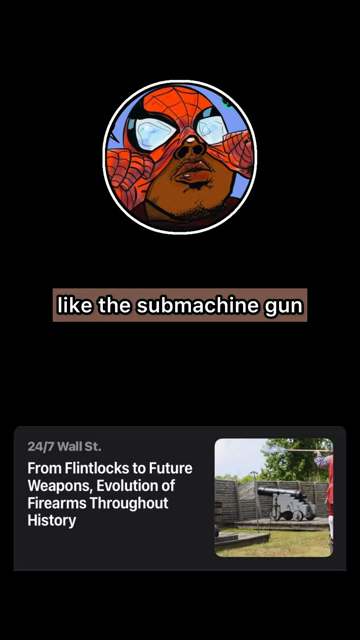 like the submachine gun
24/7 Wall St.
From Flintlocks to Future
Weapons, Evolution of
Firearms Throughout
History